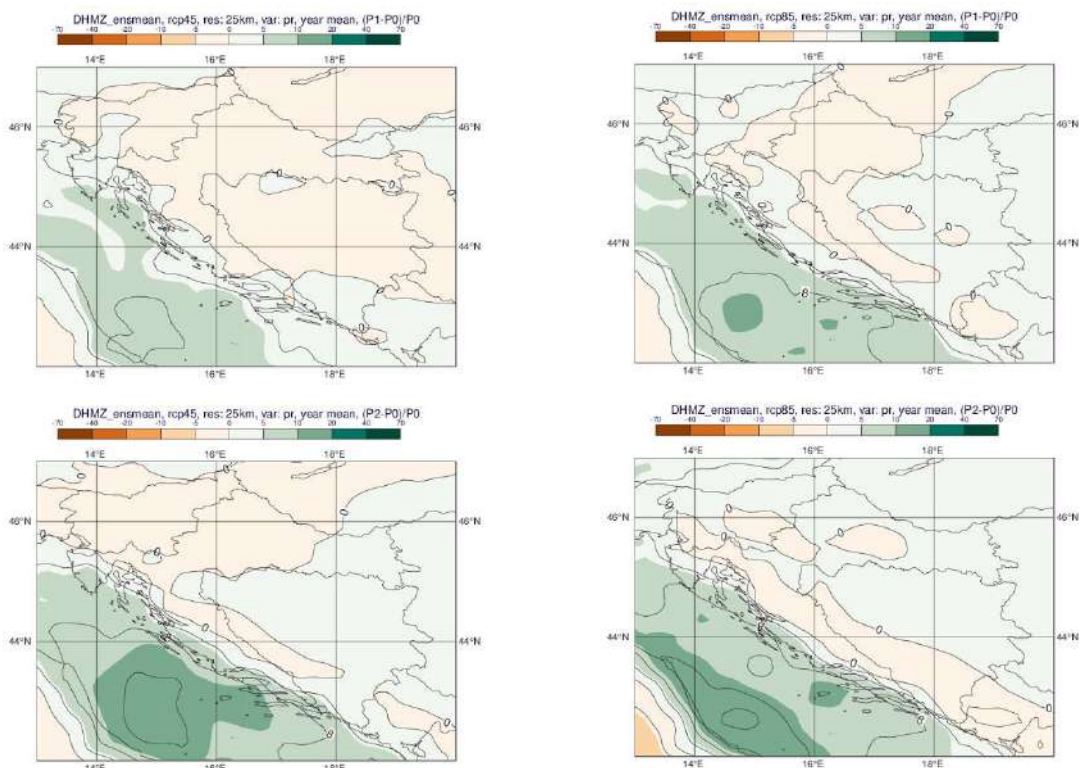 DHMZ_ensmean, rcp45, res: 25km, var: pr, year mean, (P1-P0)/P0
-70 -40 -20 -10 -5 0 5 10 20 40 70
14°E 16°E 18°E
46°N
44°N
14°E 16°E 18°E
DHMZ_ensmean, rcp85, res: 25km, var: pr, year mean, (P1-P0)/P0
-70 -40 -20 -10 -5 0 5 10 20 40 70
14°E 16°E 18°E
46°N 46°N
44°N 44°N
8
14°E 16°E 18°E
DHMZ_ensmean, rcp45, res: 25km, var: pr, year mean, (P2-P0)/P0
-70 -40 -20 -10 -5 0 5 10 20 40 70
14°E 16°E 18°E
46°N
44°N
8
14°E 16°E 18°E
DHMZ_ensmean, rcp85, res: 25km, var: pr, year mean, (P2-P0)/P0
-70 -40 -20 -10 -5 0 5 10 20 40 70
14°E 16°E 18°E
46°N 46°N
44°N 44°N
8
14°E 16°E 18°E